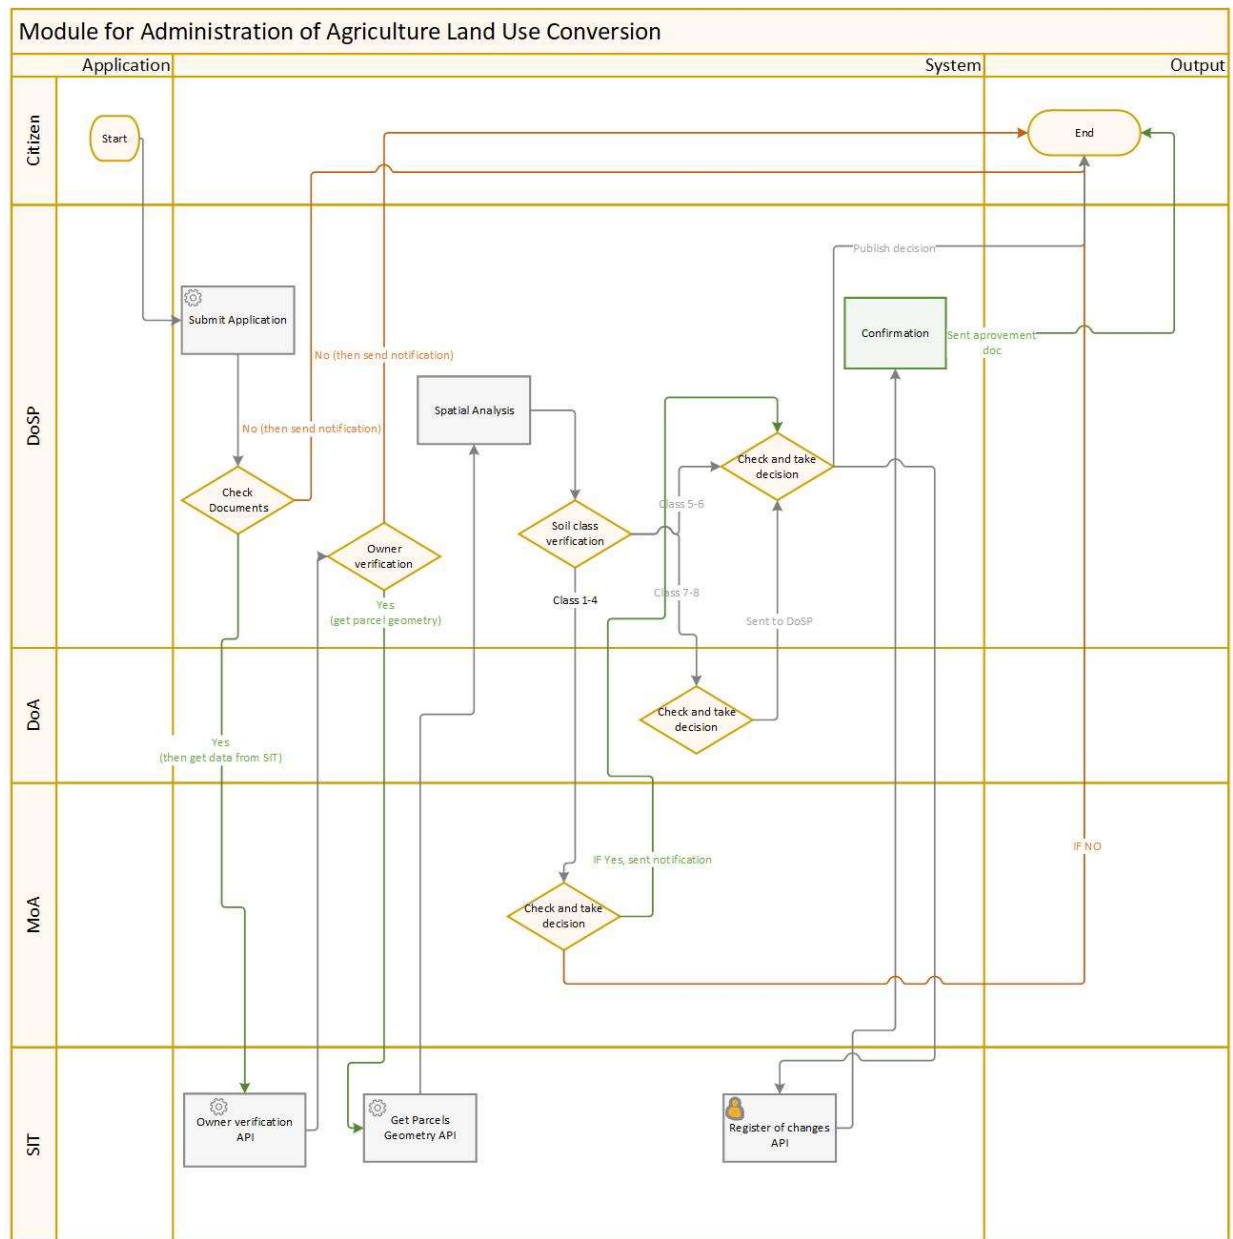 Module for Administration of Agriculture Land Use Conversion
Application
System
Output
Citizen
Start
End
DoSP
Publish decision
Submit Application
Confirmation
Sent aprovement
doc
No (then send notification)
Spatial Analysis
No (then send notification)
Check and take
decision
Check
Documents
Class 5-6
Soil class
verification
Owner
verification
Class 1-4
Class 7-8
Yes
(get parcel geometry)
Sent to DoSP
DoA
Check and take
decision
Yes
(then get data from SIT)
MoA
IF NO
IF Yes, sent notification
Check and take
decision
SIT
Owner verification
API
Get Parcels
Geometry API
Register of changes
API